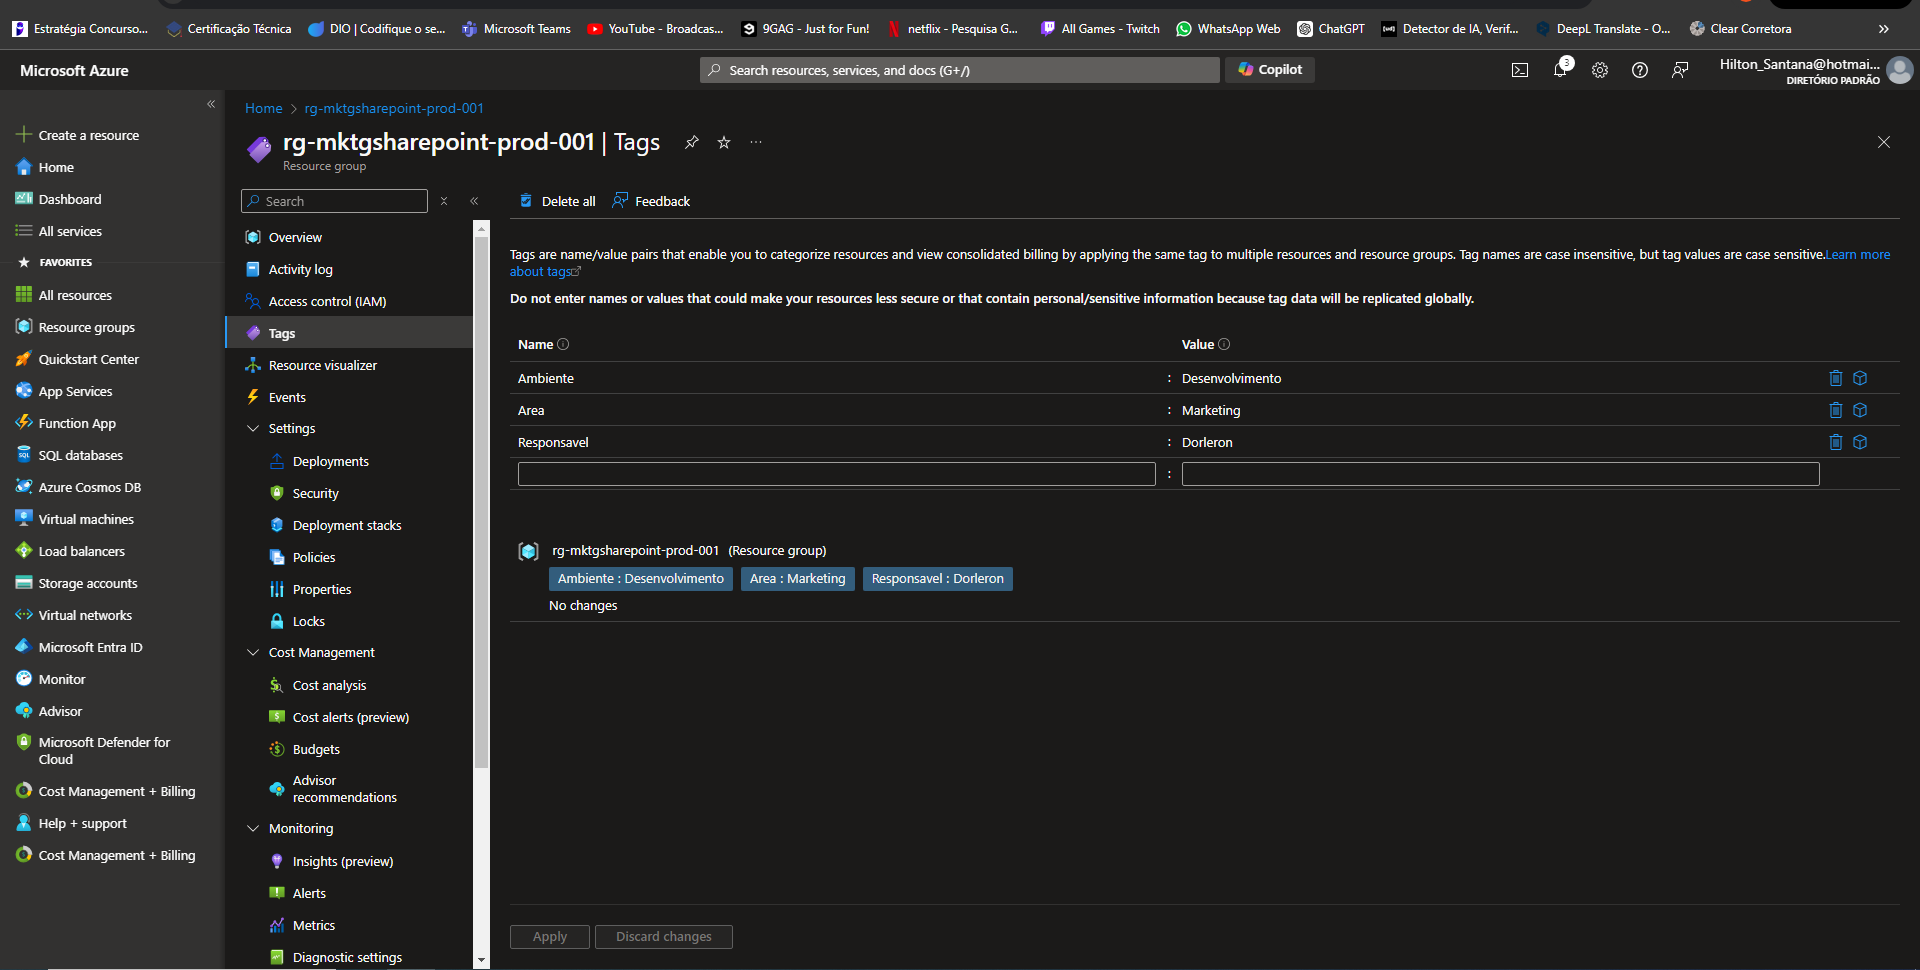 Estratégia Concurso...
Certificação Técnica
DIO | Codifique o se...
Microsoft Teams
YouTube - Broadcas...
9GAG - Just for Fun!
netflix - Pesquisa G...
All Games - Twitch
WhatsApp Web
ChatGPT
Detector de IA, Verif...
DeepL Translate - O...
Clear Corretora
Microsoft Azure
Search resources, services, and docs (G+/)
Copilot
3
Hilton_Santana@hotmai...
DIRETÓRIO PADRÃO
Create a resource
Home
Dashboard
All services
FAVORITES
All resources
Resource groups
Quickstart Center
App Services
Function App
SQL databases
Azure Cosmos DB
Virtual machines
Load balancers
Storage accounts
Virtual networks
Microsoft Entra ID
Monitor
Advisor
Microsoft Defender for
Cloud
Cost Management + Billing
Help + support
Cost Management + Billing
Home > rg-mktgsharepoint-prod-001
rg-mktgsharepoint-prod-001 | Tags
Resource group
Search
Overview
Activity log
Access control (IAM)
Tags
Resource visualizer
Events
Settings
Deployments
Security
Deployment stacks
Policies
Properties
Locks
Cost Management
Cost analysis
Cost alerts (preview)
Budgets
Advisor
recommendations
Monitoring
Insights (preview)
Alerts
Metrics
Diagnostic settings
Delete all
Feedback
Tags are name/value pairs that enable you to categorize resources and view consolidated billing by applying the same tag to multiple resources and resource groups. Tag names are case insensitive, but tag values are case sensitive.Learn more
about tags
Do not enter names or values that could make your resources less secure or that contain personal/sensitive information because tag data will be replicated globally.
Name Value
Ambiente : Desenvolvimento
Area : Marketing
Responsavel : Dorleron
:
rg-mktgsharepoint-prod-001 (Resource group)
Ambiente : Desenvolvimento Area : Marketing Responsavel : Dorleron
No changes
Apply Discard changes